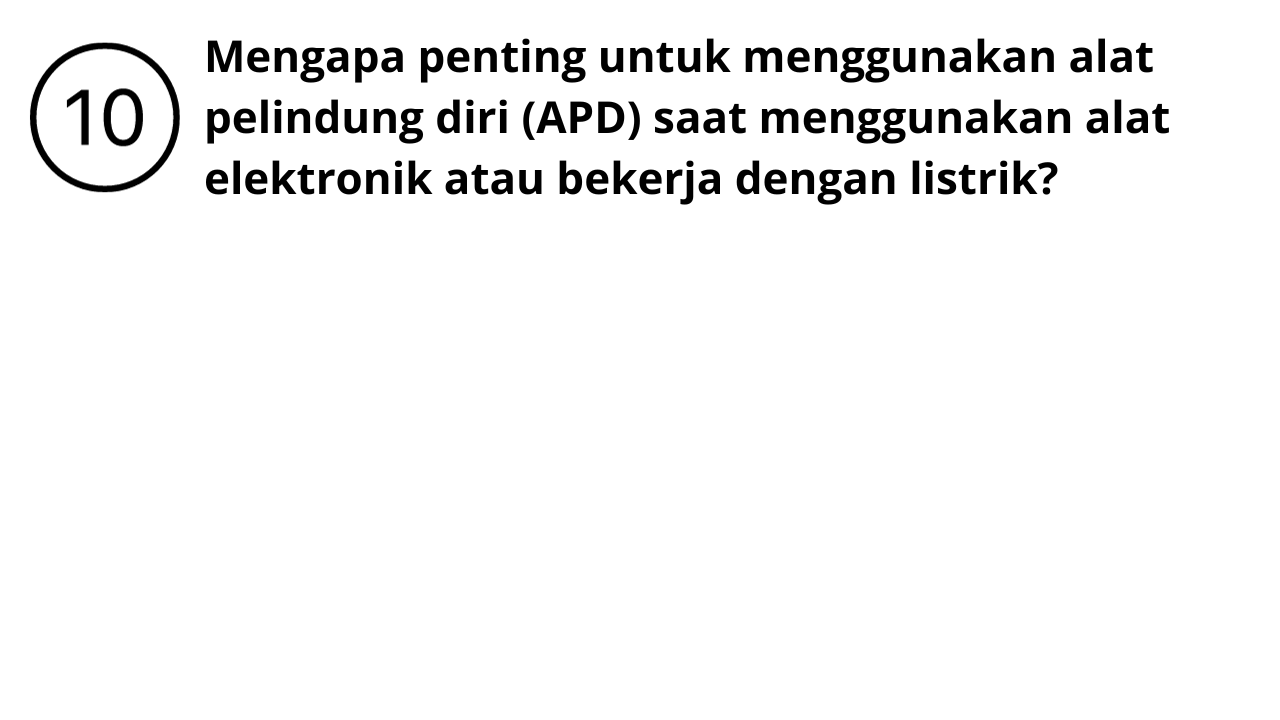 10
Mengapa penting untuk menggunakan alat
pelindung diri (APD) saat menggunakan alat
elektronik atau bekerja dengan listrik?